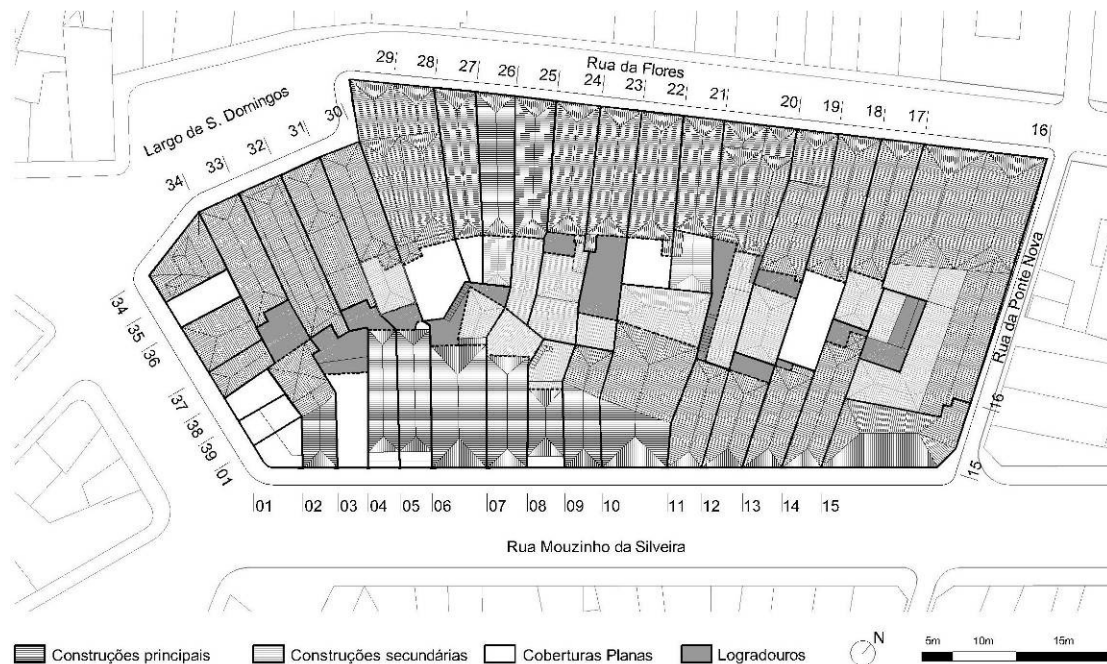 Rua da Flores
29 28 27 26 25 24 23 22 21 20 19 18 17 16
Largo de S. Domingos
34 33 32 31 30
34
35
36
37
38
39
01
Rua da Ponte Nova
16
15
01 02 03 04 05 06 07 08 09 10 11 12 13 14 15
Rua Mouzinho da Silveira
Construções principais
Construções secundárias
Coberturas Planas
Logradouros
N
5m 10m 15m